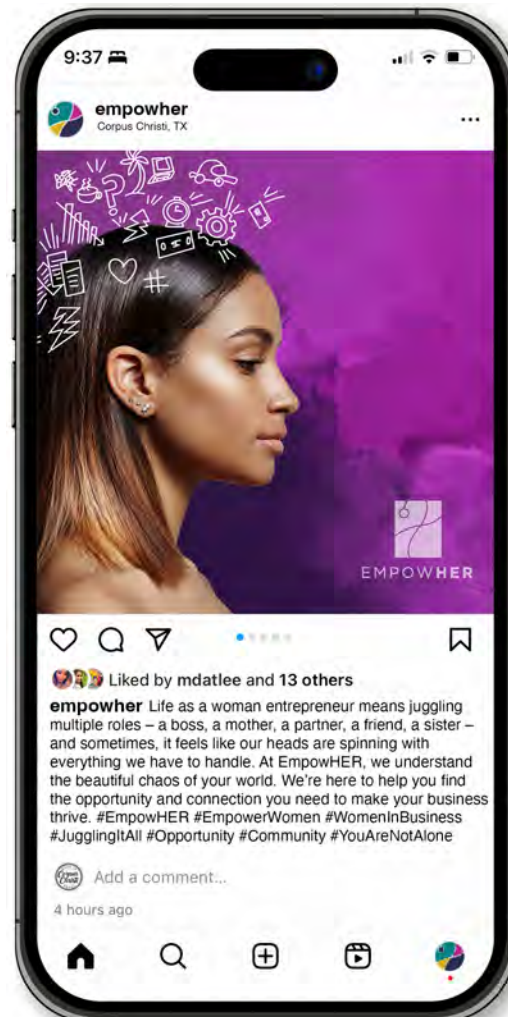 9:37
empowher
Corpus Christi, TX
EMPOWHER
Liked by mdatlee and 13 others
empowher Life as a woman entrepreneur means juggling
multiple roles – a boss, a mother, a partner, a friend, a sister –
and sometimes, it feels like our heads are spinning with
everything we have to handle. At EmpowHER, we understand
the beautiful chaos of your world. We're here to help you find
the opportunity and connection you need to make your business
thrive. #EmpowHER #EmpowerWomen #WomenInBusiness
#JugglingItAll #Opportunity #Community #YouAreNotAlone
Add a comment...
4 hours ago